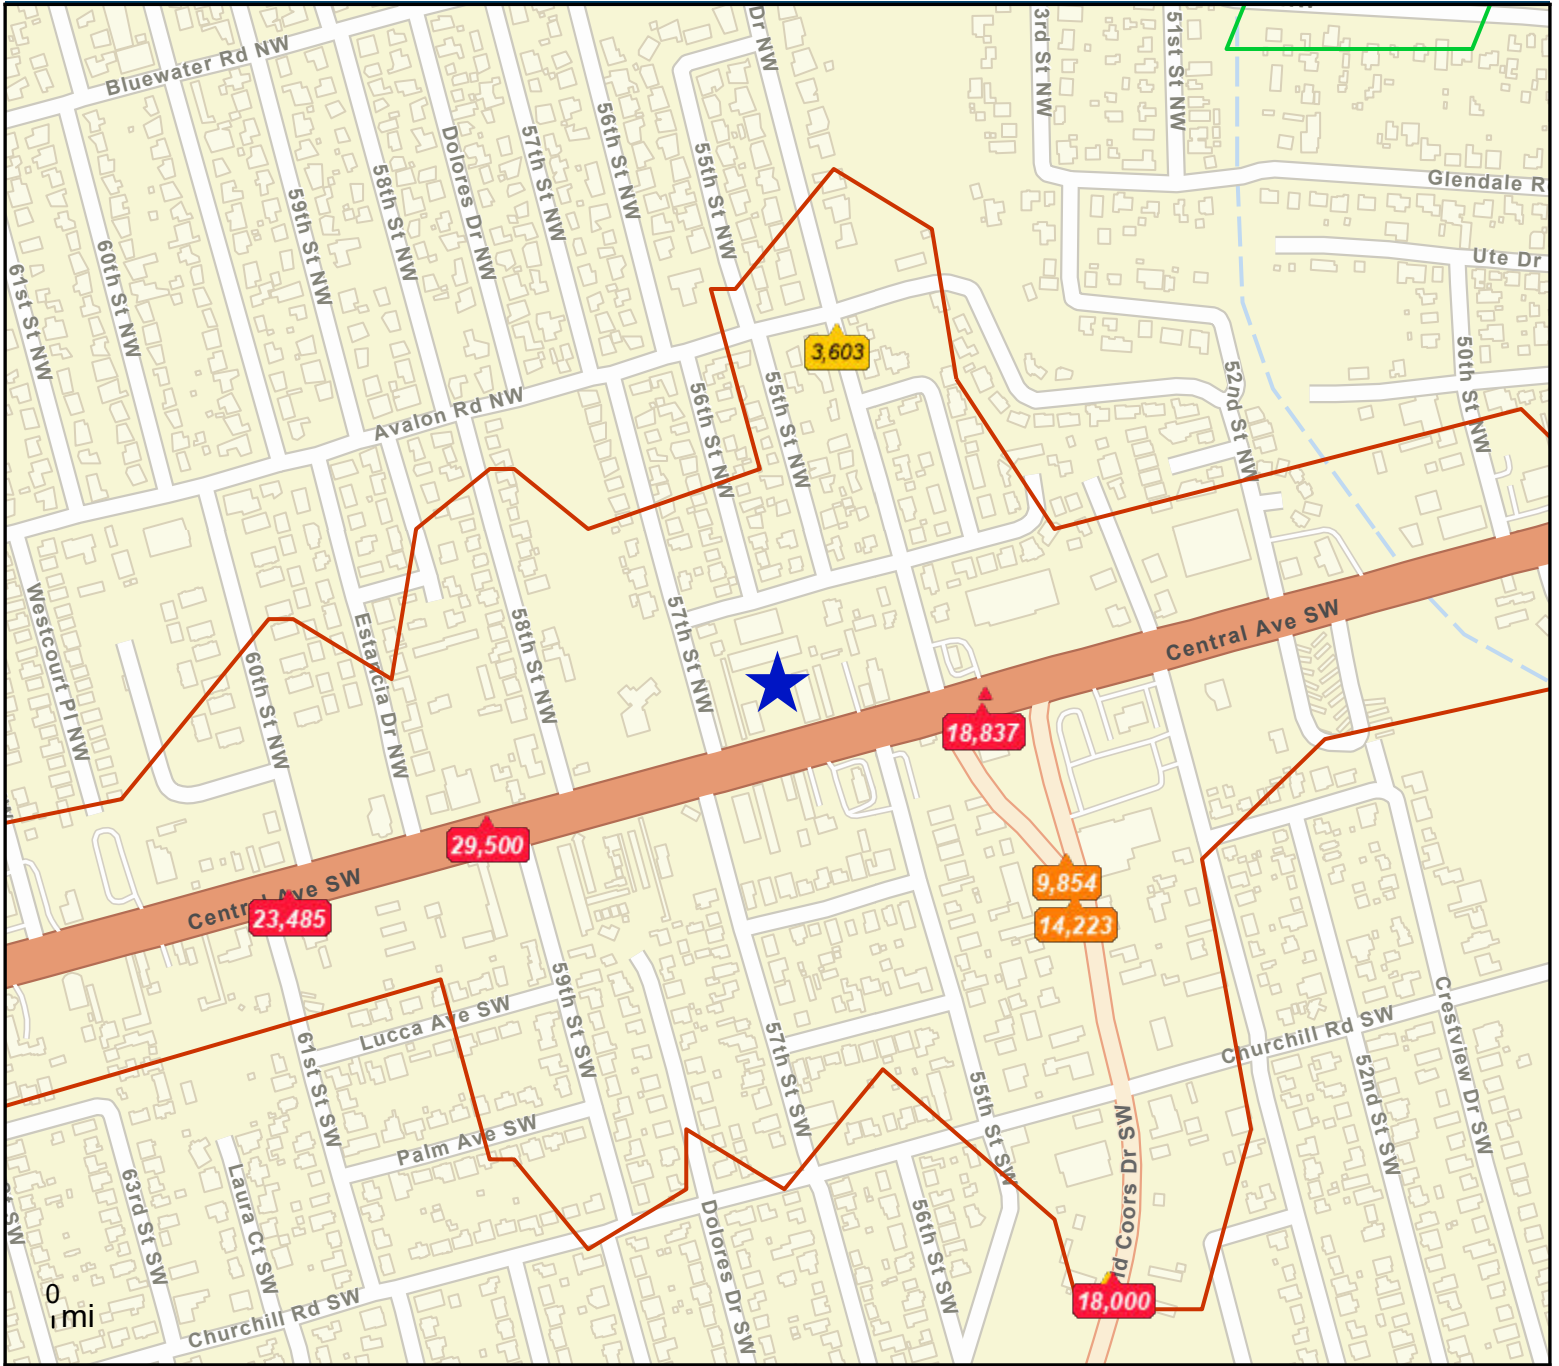 Bluewater Rd NW
Dr NW
3rd St NW
51st St NW
56th St NW
57th St NW
Dolores Dr NW
55th St NW
58th St NW
59th St NW
Glendale R
60th St NW
61st St NW
Ute Dr
3,603
50th St NW
52nd St NW
55th St NW
56th St NW
Avalon Rd NW
Westcourt Pl NW
57th St NW
58th St NW
Estancia Dr NW
60th St NW
Central Ave SW
18,837
29,500
Central Ave SW
23,485
9,854
14,223
59th St SW
Lucca Ave SW
57th St SW
61st St SW
Crestview Dr SW
Churchill Rd SW
52nd St SW
55th St SW
Palm Ave SW
63rd St SW
Laura Ct SW
St SW
Dolores Dr SW
56th St SW
ld Coors Dr SW
18,000
0
mi
Churchill Rd SW